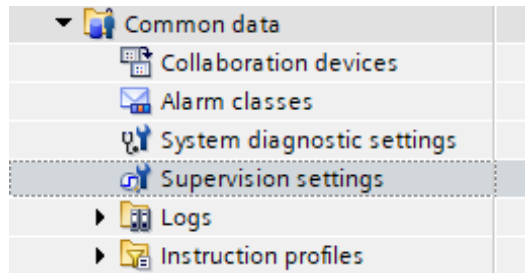 Common data
Collaboration devices
Alarm classes
System diagnostic settings
Supervision settings
Logs
Instruction profiles